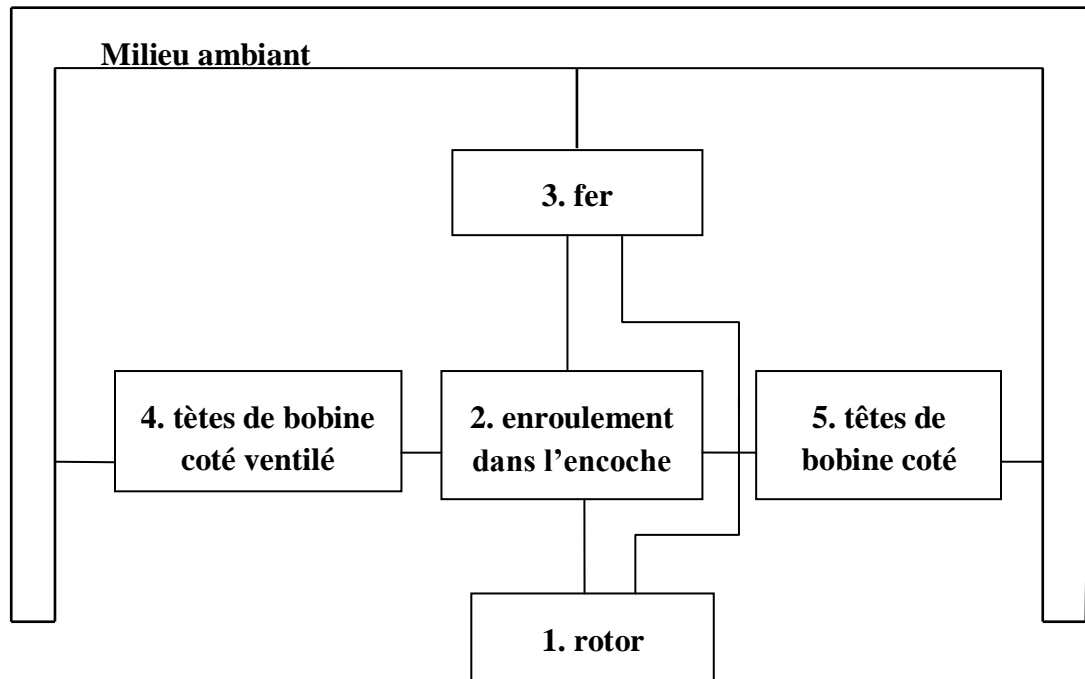 Milieu ambiant
3. fer
4. tètes de bobine
coté ventilé
2. enroulement
dans l’encoche
5. têtes de
bobine coté
1. rotor